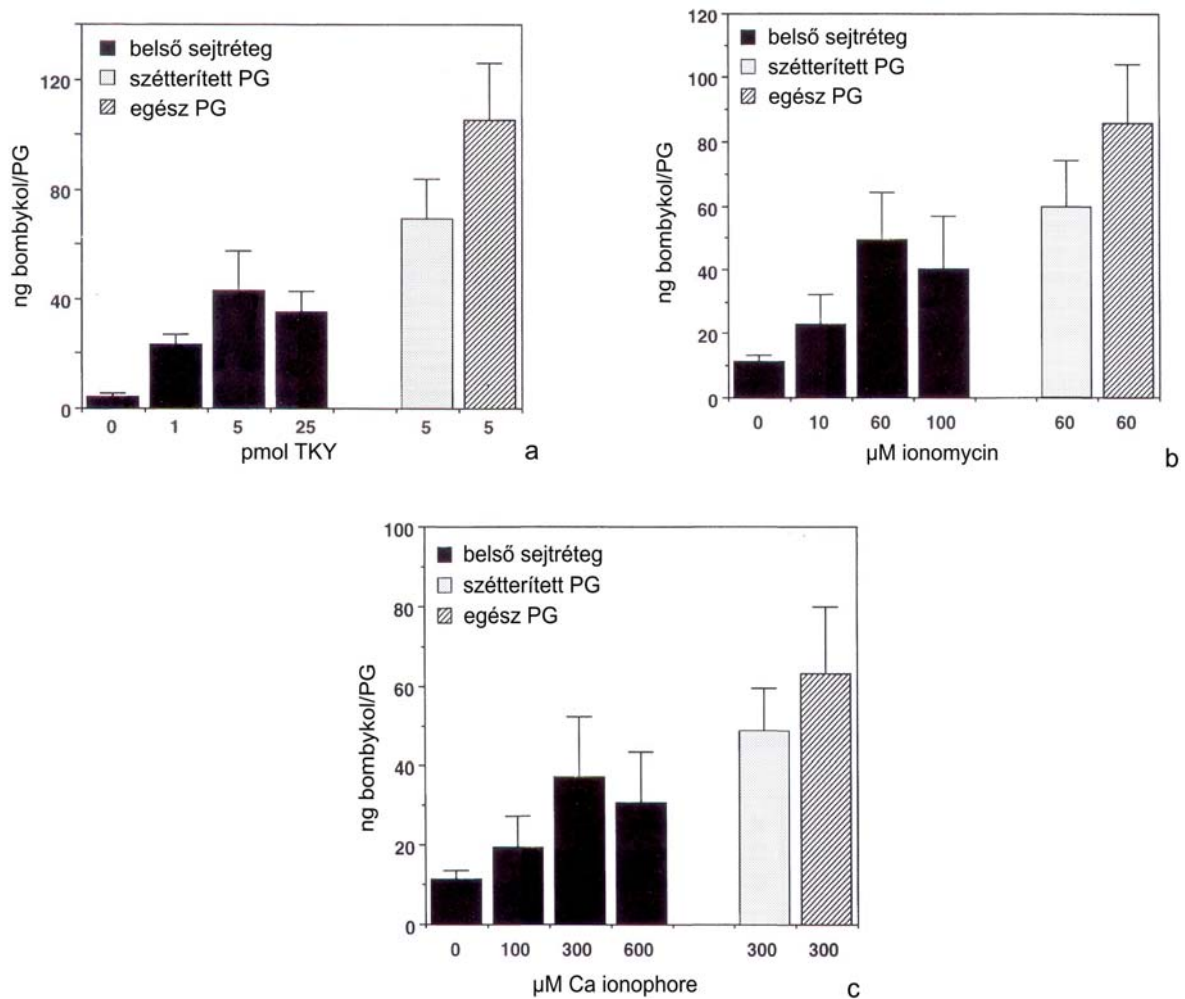 ng bombykol/PG
120
80
40
0
belső sejtréteg
szétterített PG
egész PG
0 1 5 25 5 5
pmol TKY
a
ng bombykol/PG
120
100
80
60
40
20
0
belső sejtréteg
szétterített PG
egész PG
0 10 60 100 60 60
µM ionomycin
b
ng bombykol/PG
100
80
60
40
20
0
belső sejtréteg
szétterített PG
egész PG
0 100 300 600 300 300
µM Ca ionophore
c